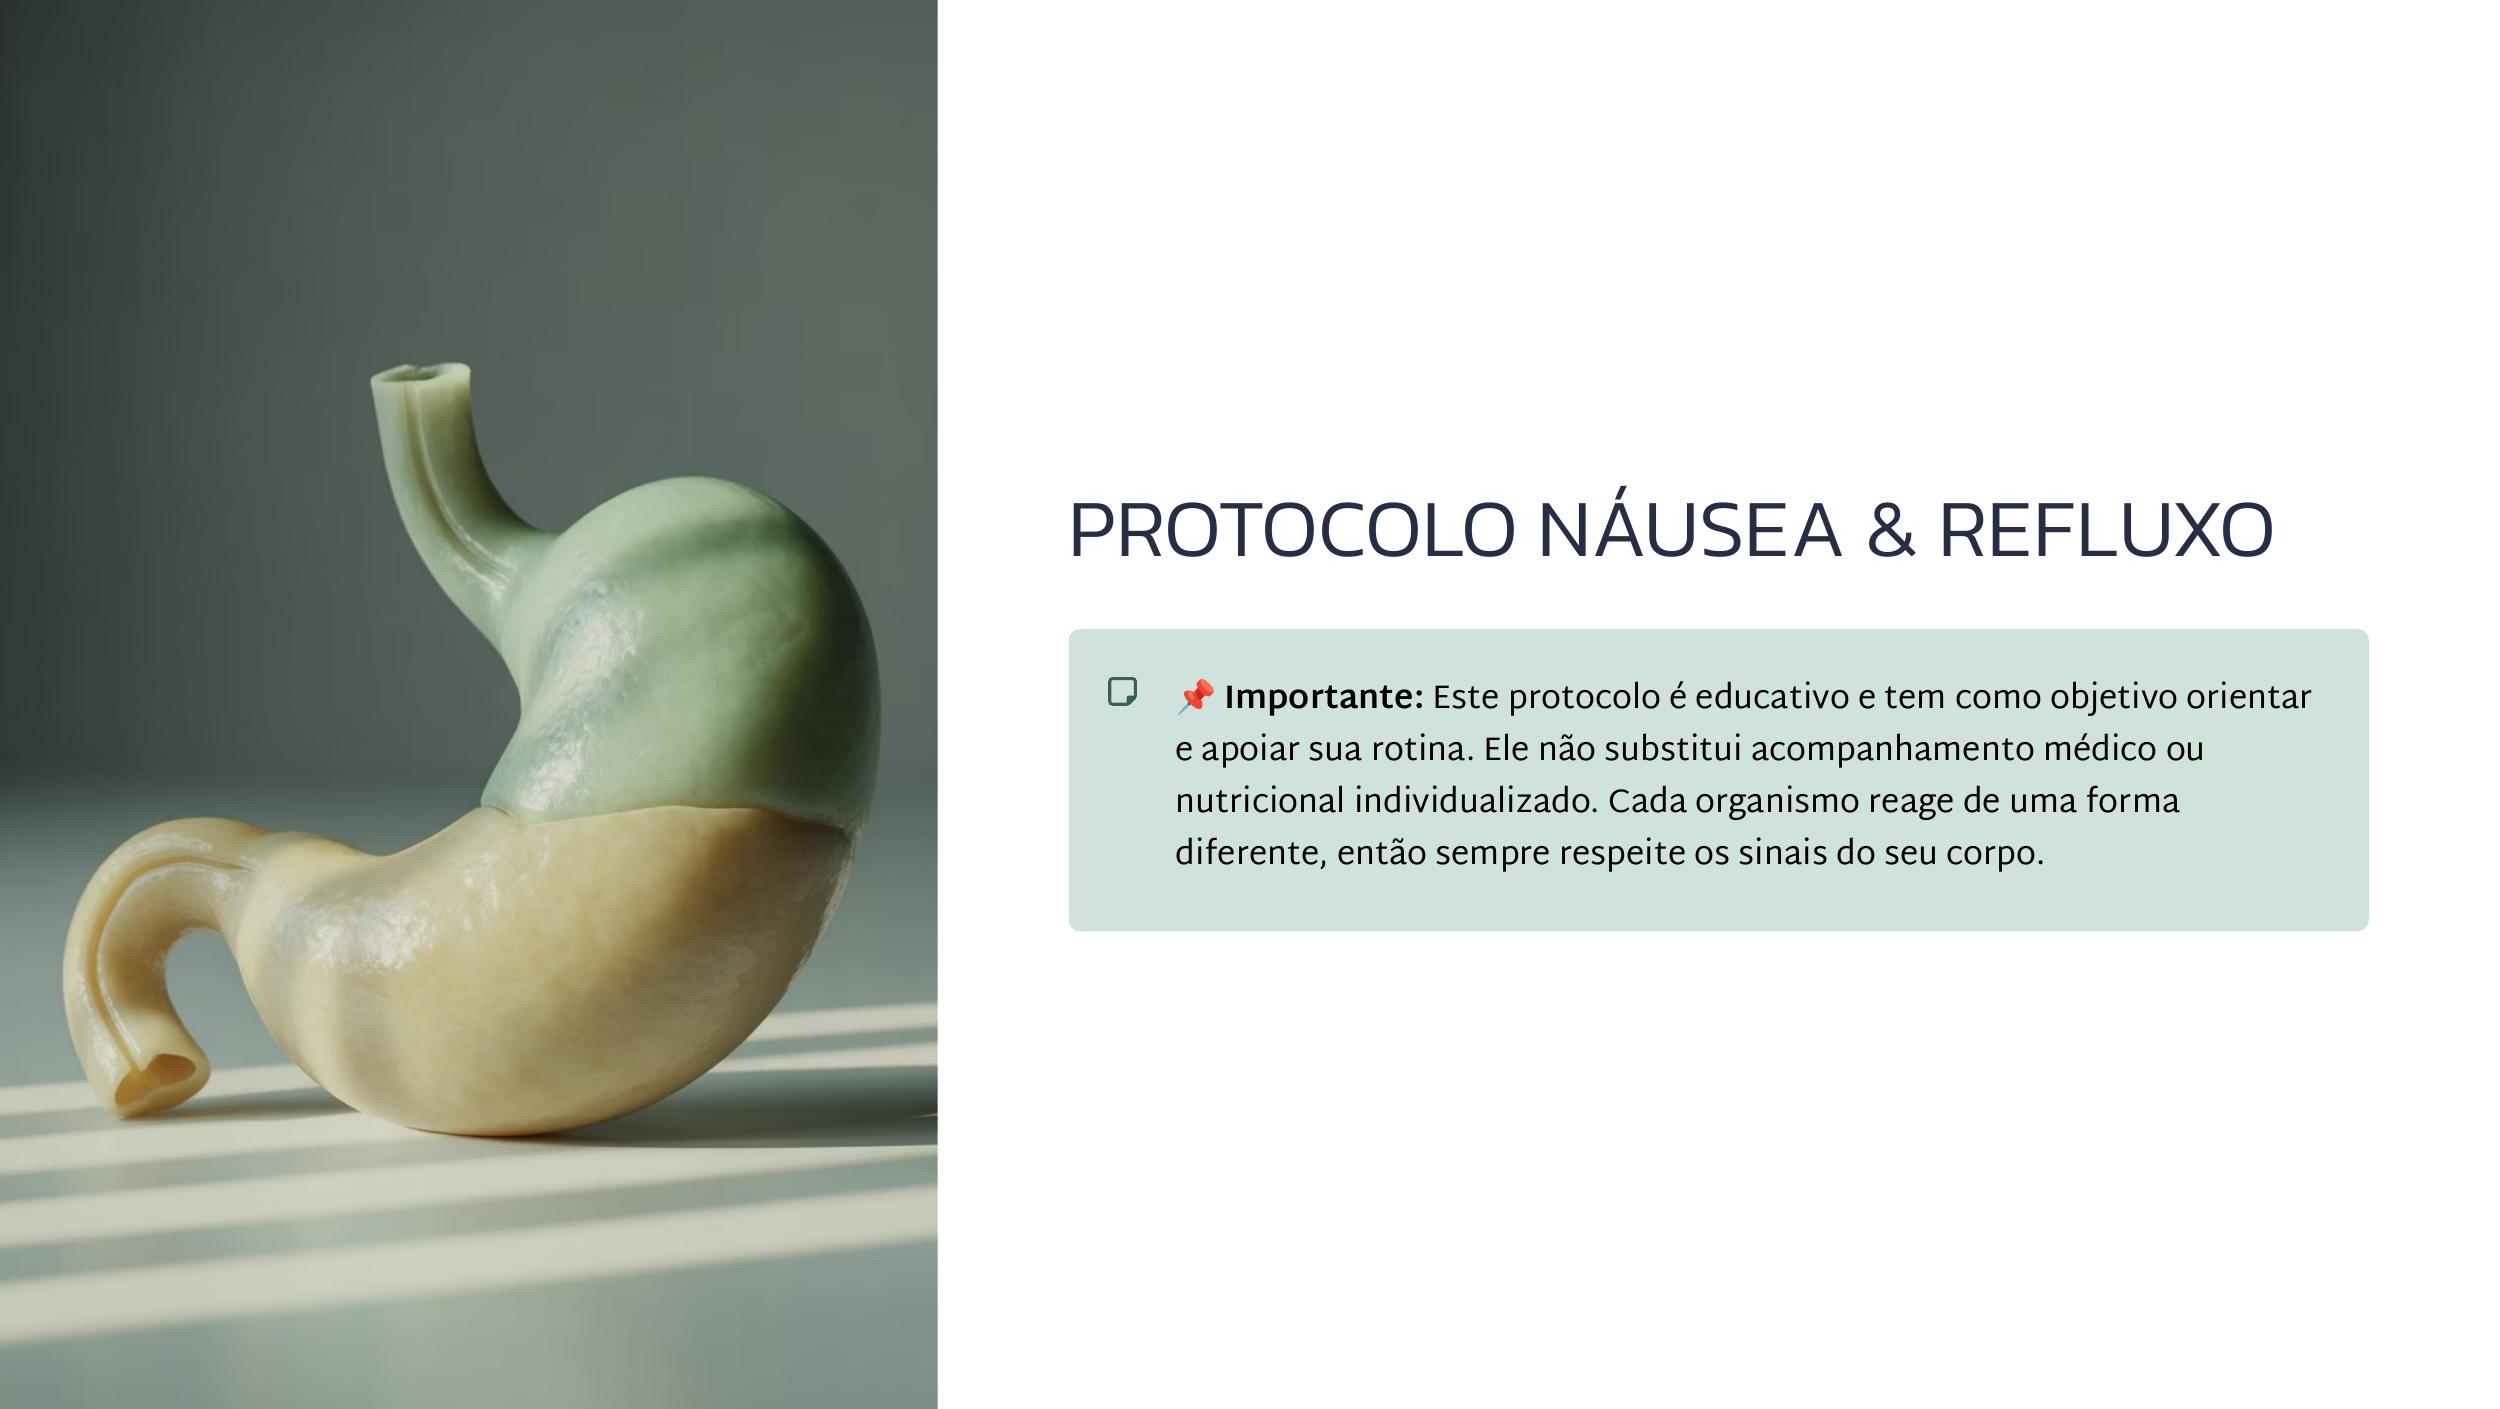 PROTOCOLO NÁUSEA & REFLUXO
📌 Importante: Este protocolo é educativo e tem como objetivo orientar
e apoiar sua rotina. Ele não substitui acompanhamento médico ou
nutricional individualizado. Cada organismo reage de uma forma
diferente, então sempre respeite os sinais do seu corpo.